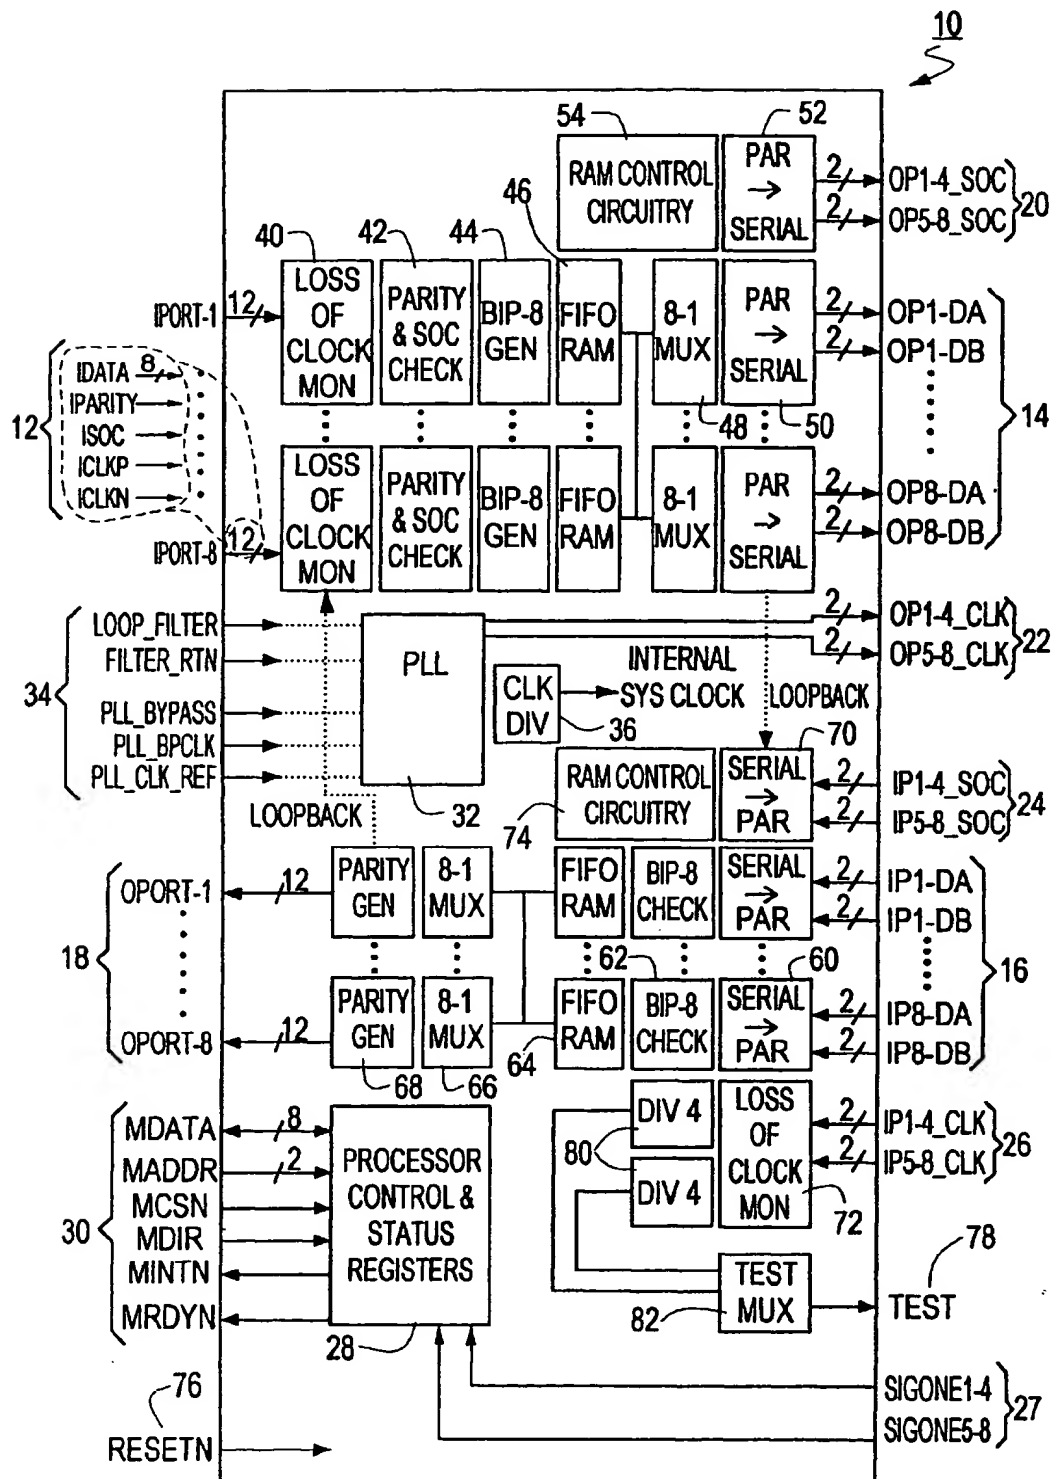 10
54
52
RAM CONTROL
CIRCUITRY
PAR
SERIAL
2
OP1-4_SOC
2
OP5-8_SOC
20
40
42
44
46
IPORT-1
12
LOSS
OF
CLOCK
MON
PARITY
& SOC
CHECK
BIP-8
GEN
FIFO
RAM
8-1
MUX
48
PAR
SERIAL
50
2
OP1-DA
2
OP1-DB
14
12
IDATA
8
IPARITY
ISOC
ICLKP
ICLKN
IPORT-8
12
LOSS
OF
CLOCK
MON
PARITY
& SOC
CHECK
BIP-8
GEN
FIFO
RAM
8-1
MUX
PAR
SERIAL
2
OP8-DA
2
OP8-DB
34
LOOP_FILTER
FILTER_RTN
PLL_BYPASS
PLL_BPCLK
PLL_CLK_REF
PLL
32
2
OP1-4_CLK
2
OP5-8_CLK
22
CLK
DIV
36
INTERNAL
SYS CLOCK
LOOPBACK
70
LOOPBACK
RAM CONTROL
CIRCUITRY
74
SERIAL
PAR
2
IP1-4_SOC
2
IP5-8_SOC
24
18
OPORT-1
12
PARITY
GEN
8-1
MUX
FIFO
RAM
BIP-8
CHECK
SERIAL
PAR
2
IP1-DA
2
IP1-DB
16
62
60
OPORT-8
12
PARITY
GEN
68
8-1
MUX
66
64
FIFO
RAM
BIP-8
CHECK
SERIAL
PAR
2
IP8-DA
2
IP8-DB
30
MDATA
8
MADDR
2
MCSN
MDIR
MINTN
MRDYN
PROCESSOR
CONTROL &
STATUS
REGISTERS
28
DIV 4
80
DIV 4
LOSS
OF
CLOCK
MON
72
2
IP1-4_CLK
2
IP5-8_CLK
26
TEST
MUX
82
78
TEST
76
RESETN
SIGONE1-4
SIGONE5-8
27